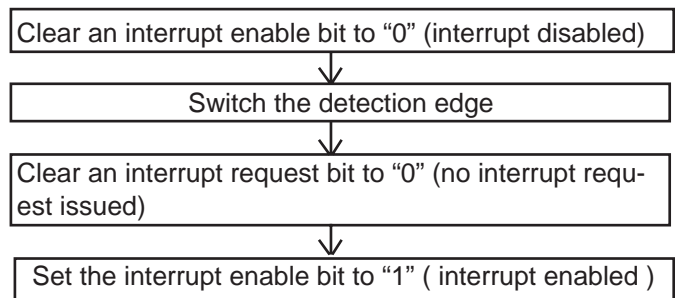 Clear an interrupt enable bit to “0” (interrupt disabled)
Switch the detection edge
Clear an interrupt request bit to “0” (no interrupt requ-
est issued)
Set the interrupt enable bit to “1” ( interrupt enabled )